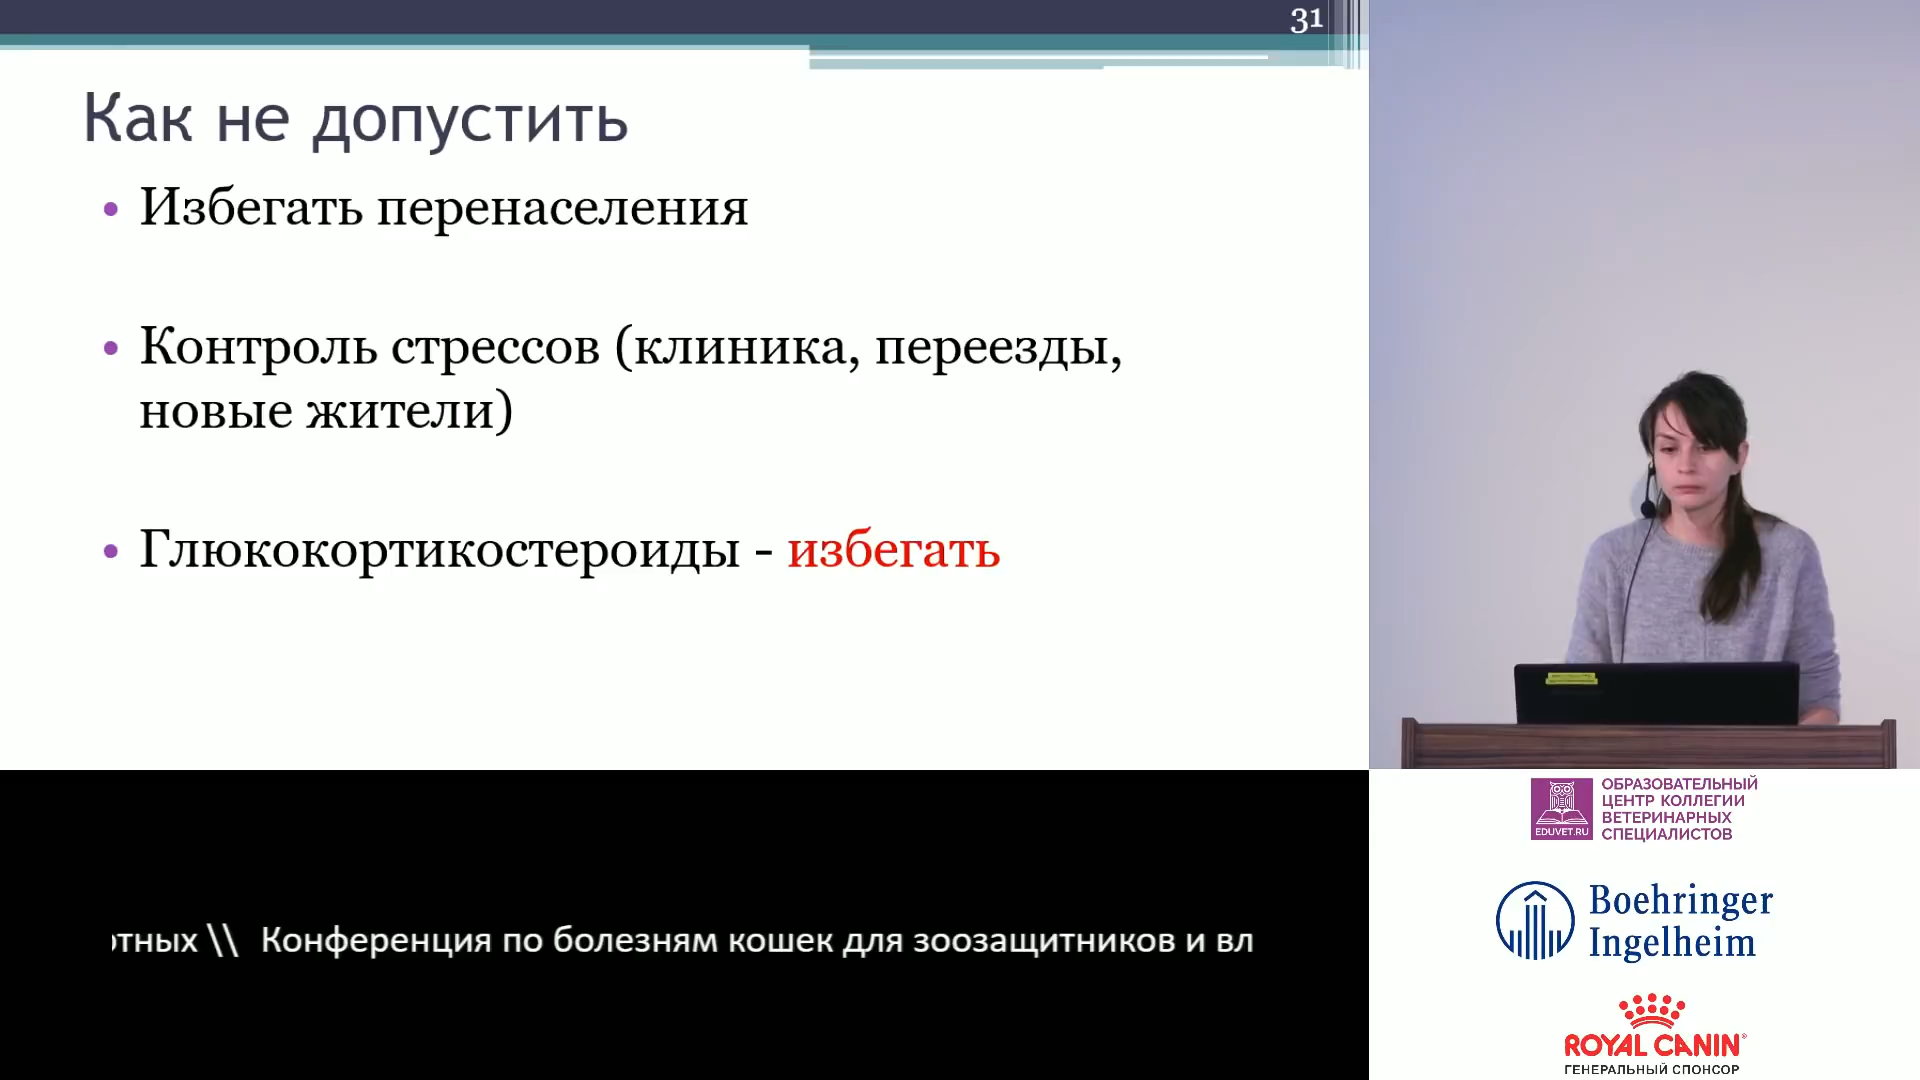 31
Как не допустить
• Избегать перенаселения
• Контроль стрессов (клиника, переезды,
новые жители)
• Глюкокортикостероиды - избегать
отных \\ Конференция по болезням кошек для зоозащитников и вл
ОБРАЗОВАТЕЛЬНЫЙ
ЦЕНТР КОЛЛЕГИИ
ВЕТЕРИНАРНЫХ
СПЕЦИАЛИСТОВ
EDUVET.RU
Boehringer
Ingelheim
ROYAL CANIN
ГЕНЕРАЛЬНЫЙ СПОНСОР